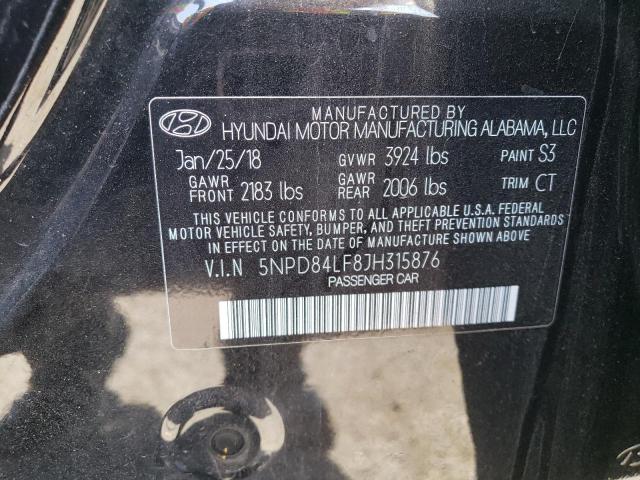 MANUFACTURED BY
HYUNDAI MOTOR MANUFACTURING ALABAMA, LLC
Jan/25/18 GVWR 3924 lbs PAINT S3
GAWR FRONT 2183 lbs GAWR REAR 2006 lbs TRIM CT
THIS VEHICLE CONFORMS TO ALL APPLICABLE U.S.A. FEDERAL
MOTOR VEHICLE SAFETY, BUMPER, AND THEFT PREVENTION STANDARDS
IN EFFECT ON THE DATE OF MANUFACTURE SHOWN ABOVE.
V.I.N 5NPD84LF8JH315876
PASSENGER CAR